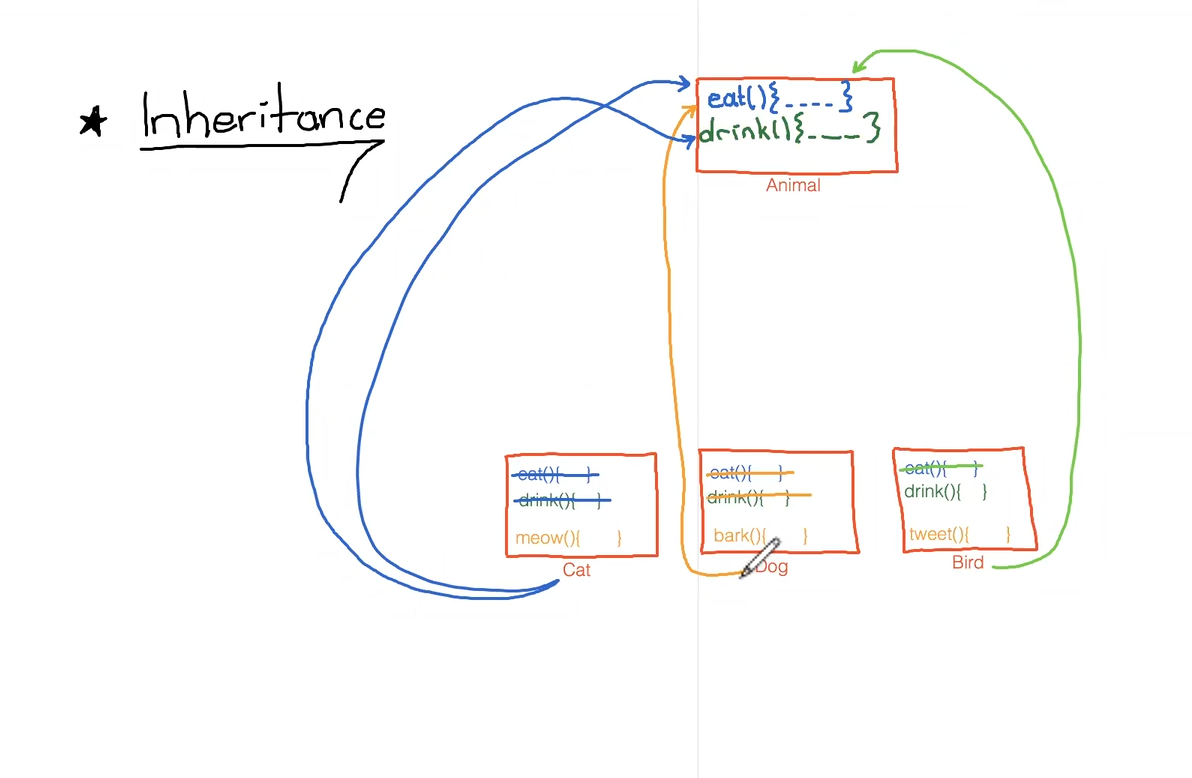 ★ Inheritance
eat(){----}
drink(){---}
Animal
eat(){ }
drink(){ }
meow(){ }
Cat
eat(){ }
drink(){ }
bark(){ }
Dog
eat(){ }
drink(){ }
tweet(){ }
Bird